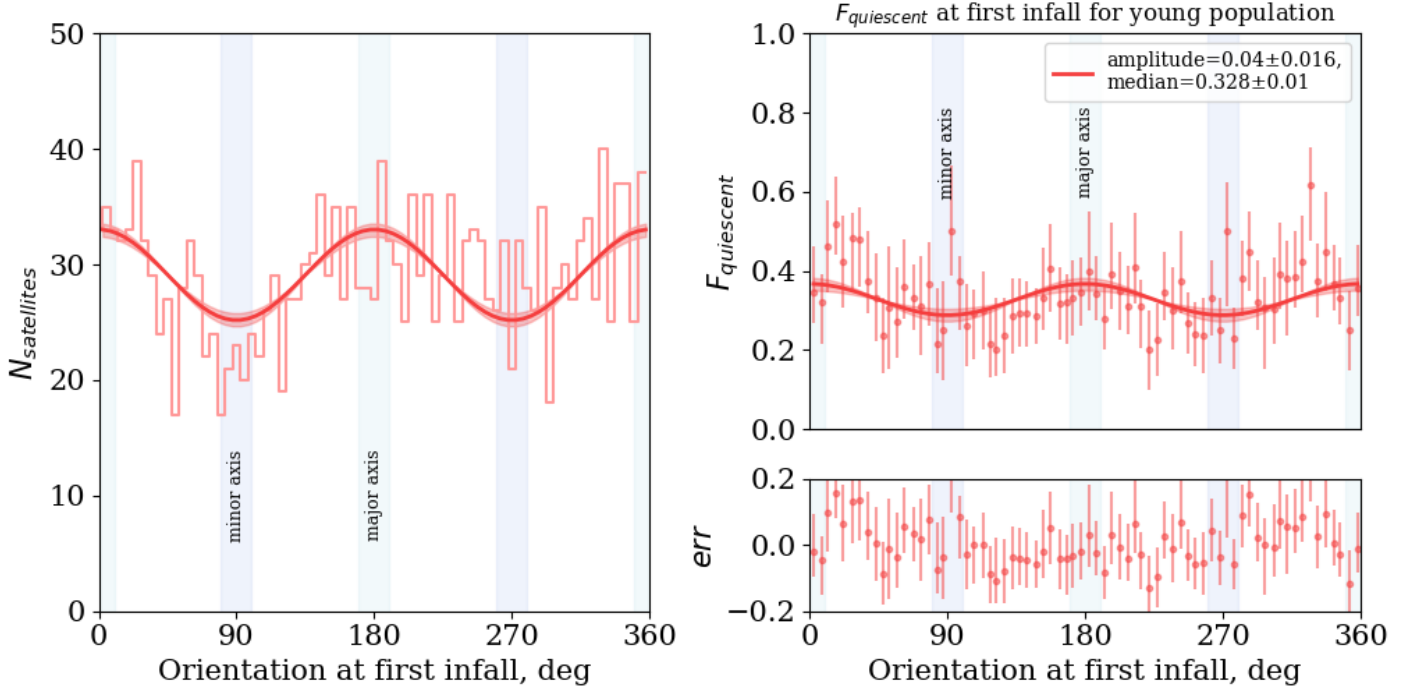 50
40
30
20
10
0
N_satellites
minor axis
major axis
0 90 180 270 360
Orientation at first infall, deg
F_quiescent at first infall for young population
1.0
0.8
0.6
0.4
0.2
0.0
F_quiescent
amplitude=0.04±0.016,
median=0.328±0.01
minor axis
major axis
0.2
0.0
−0.2
err
0 90 180 270 360
Orientation at first infall, deg